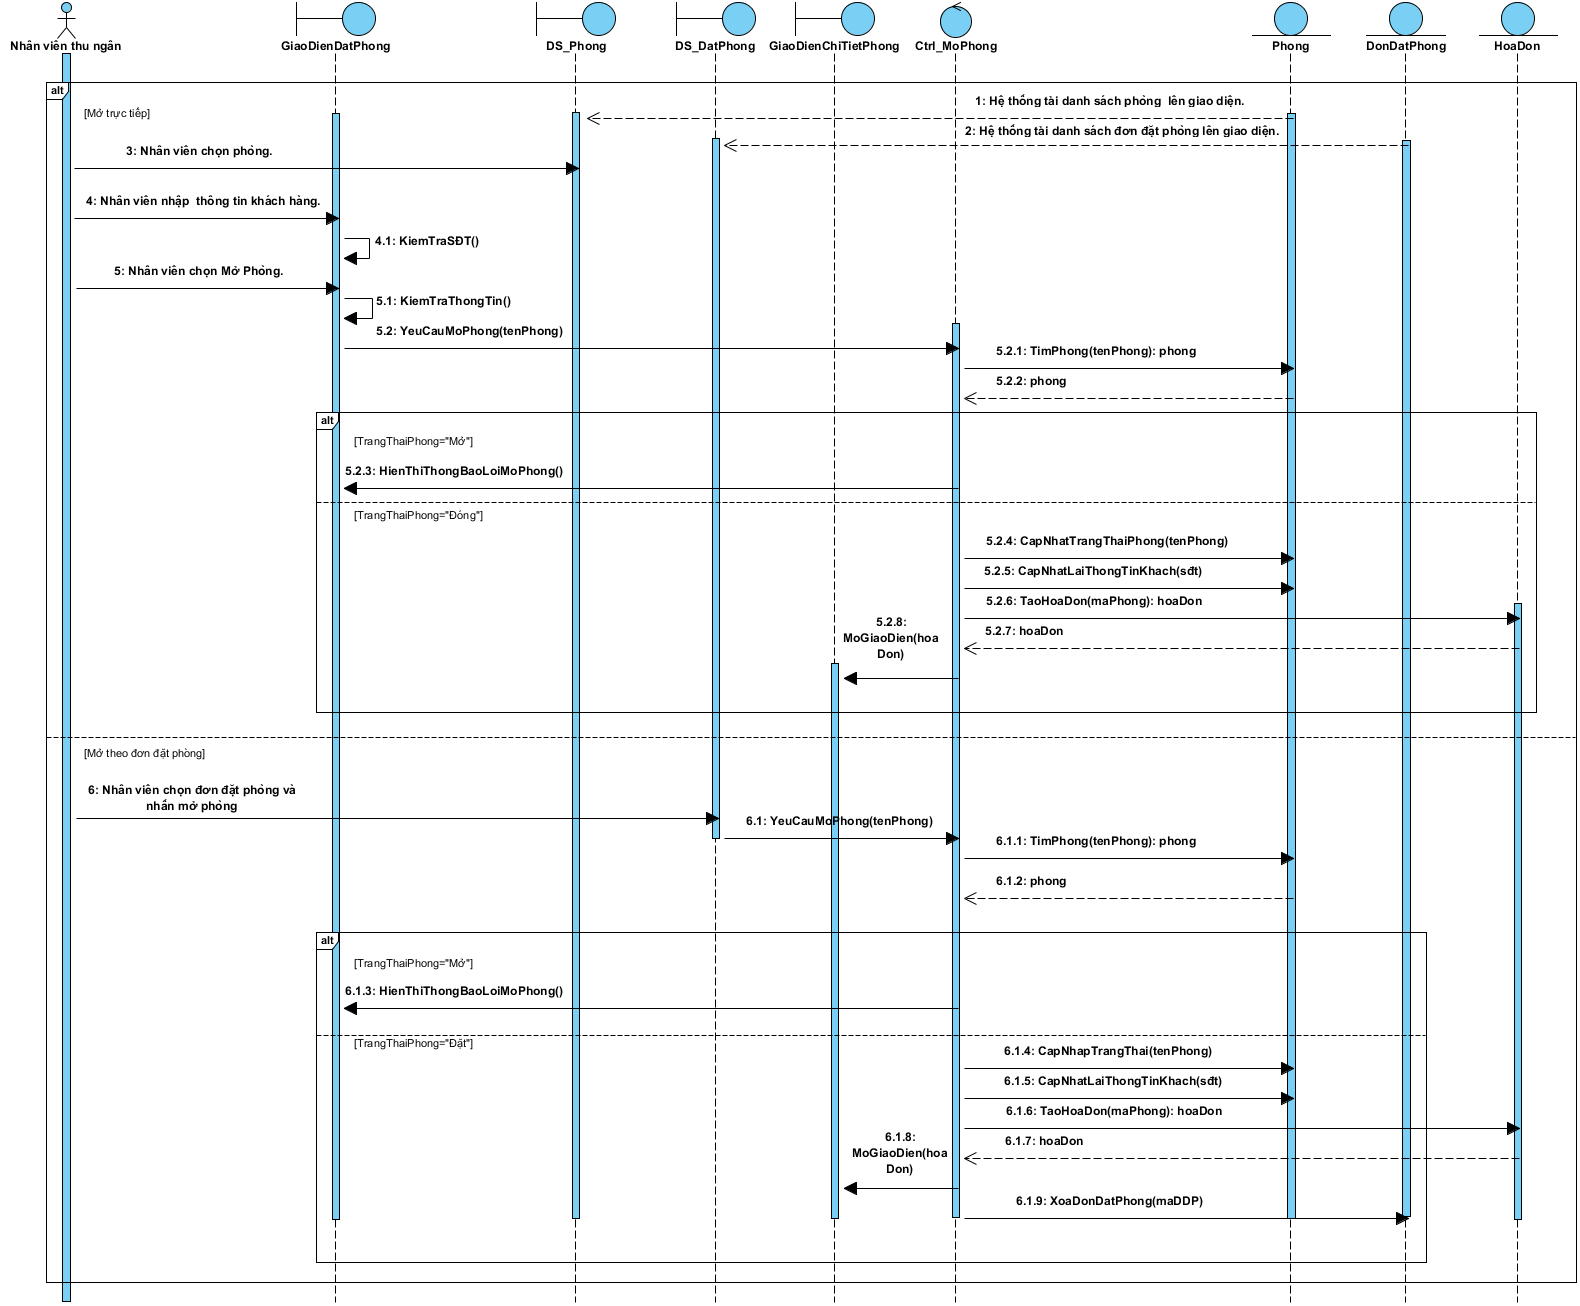 Nhân viên thu ngân
GiaoDienDatPhong
DS_Phong
DS_DatPhong
GiaoDienChiTietPhong
Ctrl_MoPhong
Phong
DonDatPhong
HoaDon
alt
[Mở trực tiếp]
1: Hệ thống tải danh sách phòng  lên giao diện.
2: Hệ thống tải danh sách đơn đặt phòng lên giao diện.
3: Nhân viên chọn phòng.
4: Nhân viên nhập  thông tin khách hàng.
4.1: KiemTraSĐT()
5: Nhân viên chọn Mở Phòng.
5.1: KiemTraThongTin()
5.2: YeuCauMoPhong(tenPhong)
5.2.1: TimPhong(tenPhong): phong
5.2.2: phong
alt
[TrangThaiPhong="Mở"]
5.2.3: HienThiThongBaoLoiMoPhong()
[TrangThaiPhong="Đóng"]
5.2.4: CapNhatTrangThaiPhong(tenPhong)
5.2.5: CapNhatLaiThongTinKhach(sđt)
5.2.6: TaoHoaDon(maPhong): hoaDon
5.2.7: hoaDon
5.2.8:
MoGiaoDien(hoa
Don)
[Mở theo đơn đặt phòng]
6: Nhân viên chọn đơn đặt phòng và
nhấn mở phòng
6.1: YeuCauMoPhong(tenPhong)
6.1.1: TimPhong(tenPhong): phong
6.1.2: phong
alt
[TrangThaiPhong="Mở"]
6.1.3: HienThiThongBaoLoiMoPhong()
[TrangThaiPhong="Đặt"]
6.1.4: CapNhapTrangThai(tenPhong)
6.1.5: CapNhatLaiThongTinKhach(sđt)
6.1.6: TaoHoaDon(maPhong): hoaDon
6.1.7: hoaDon
6.1.8:
MoGiaoDien(hoa
Don)
6.1.9: XoaDonDatPhong(maDDP)